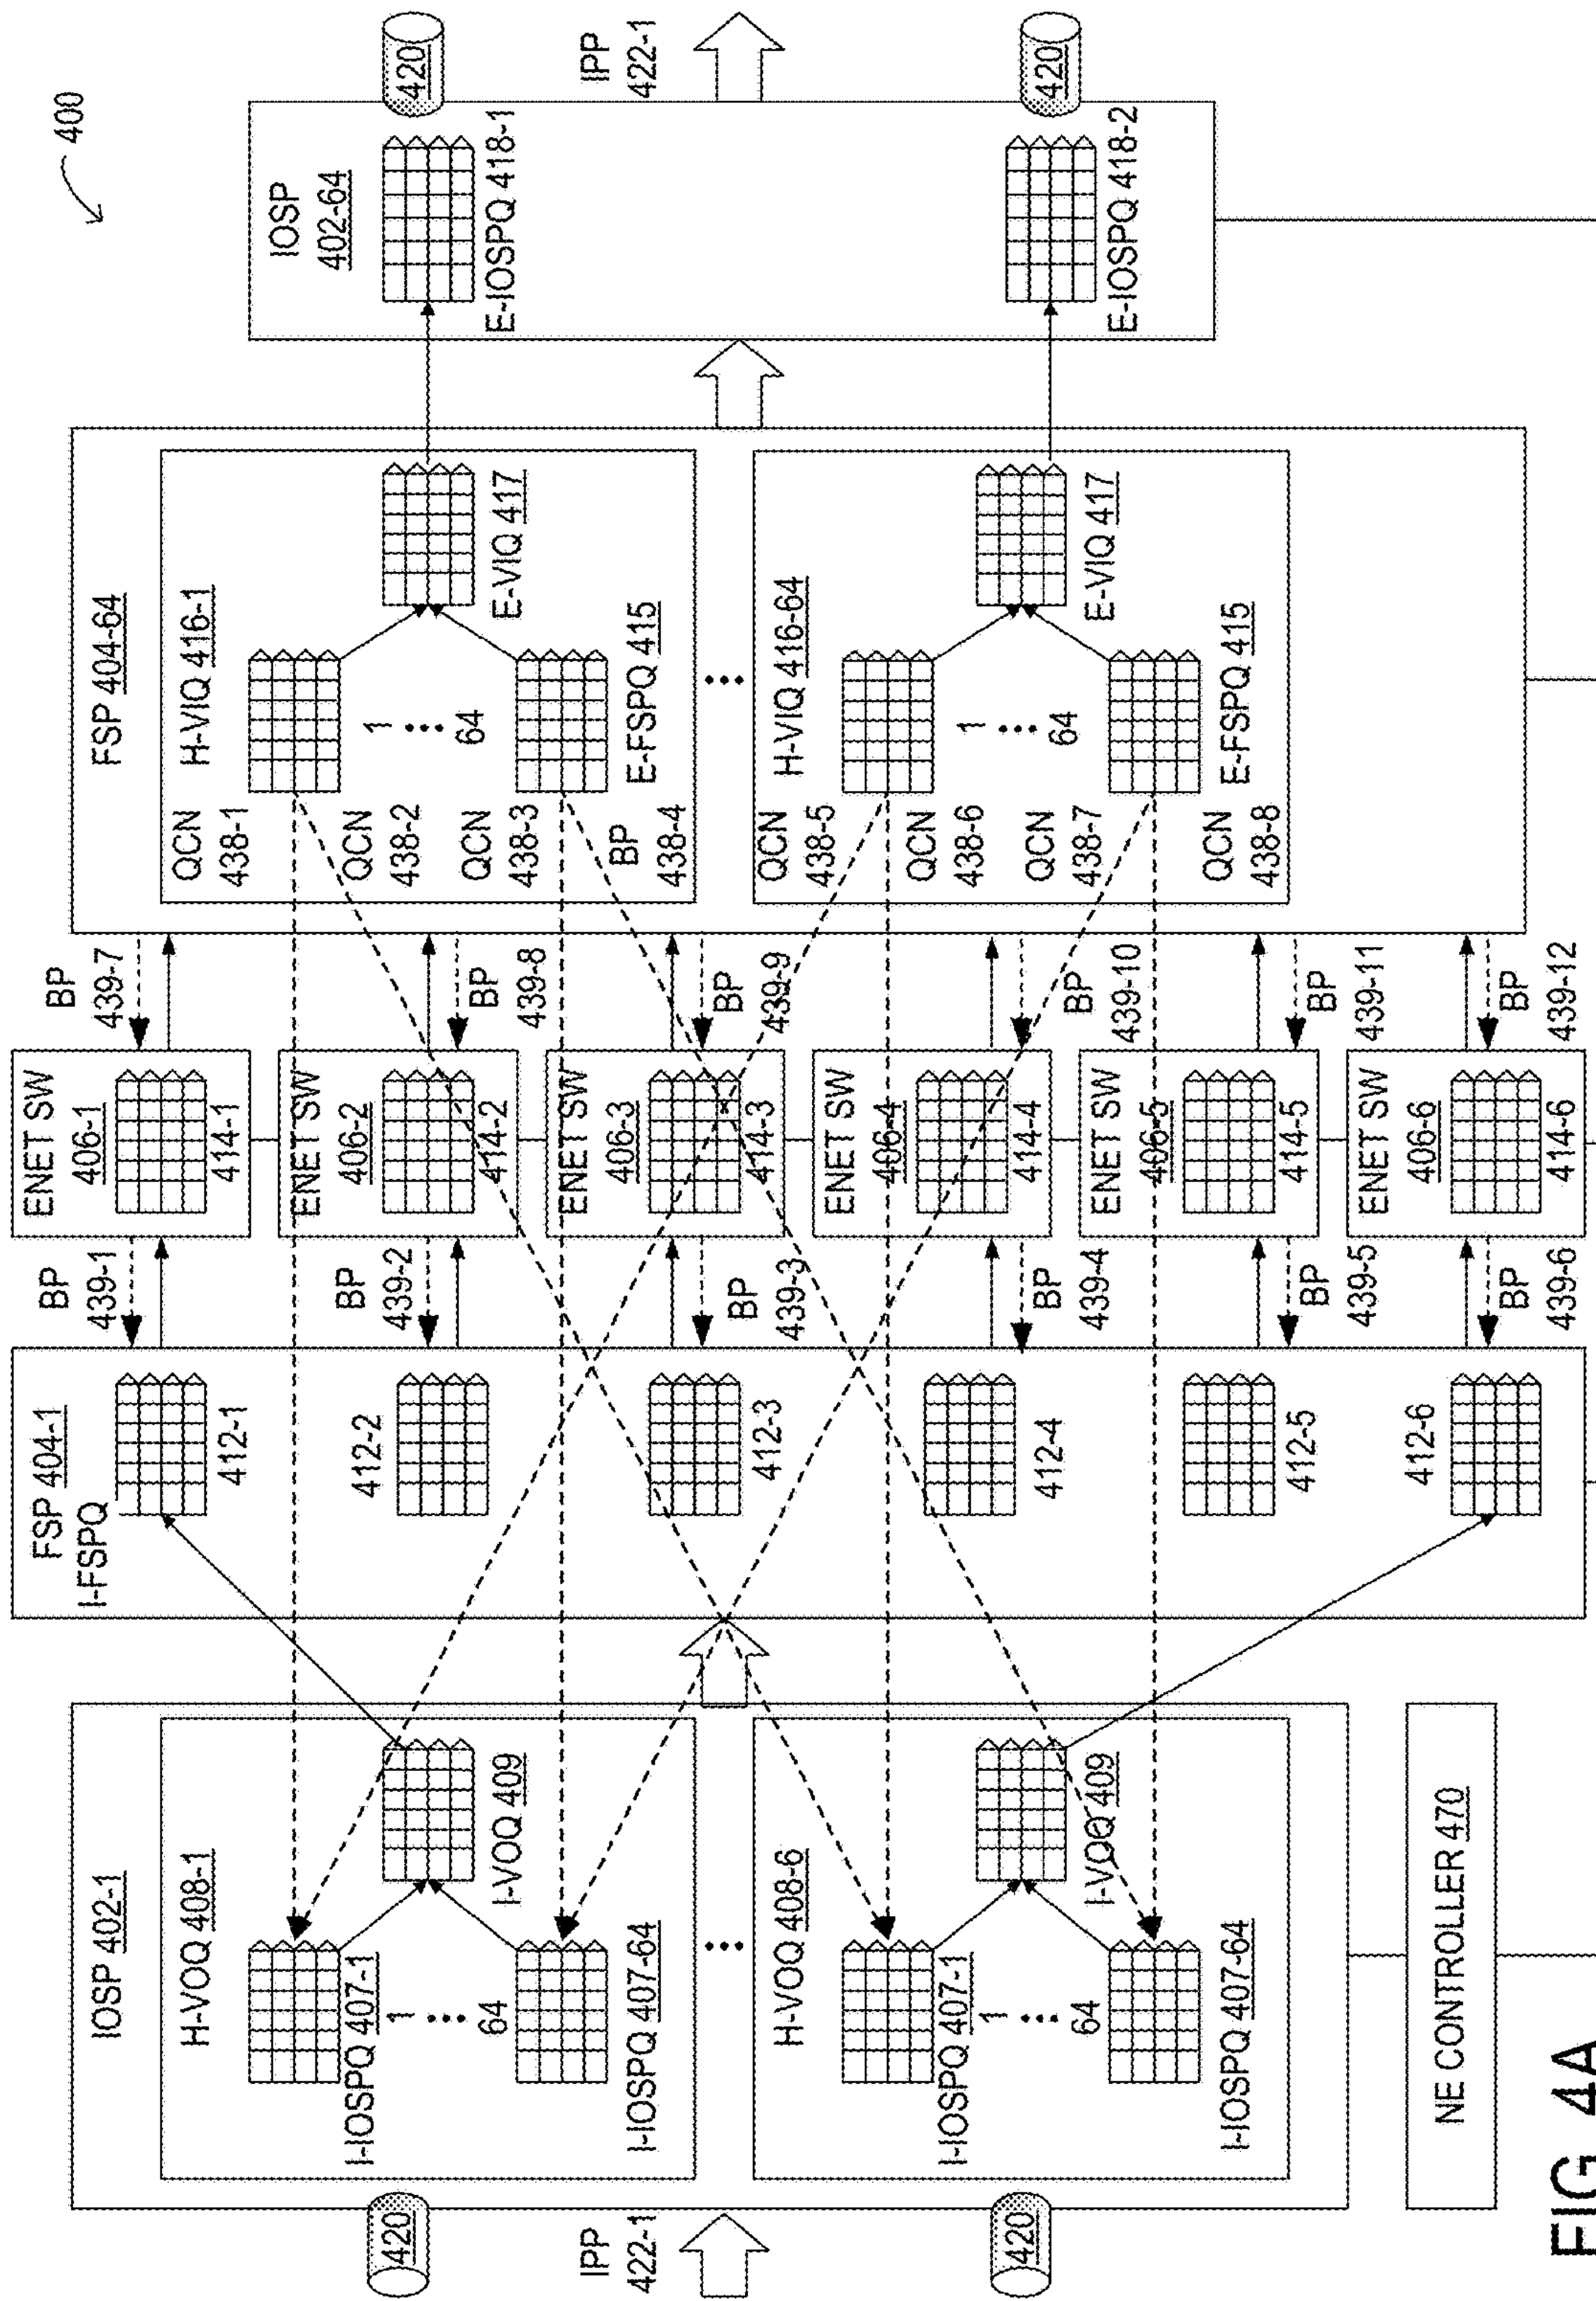 400
IOSP 402-1
H-VOQ 408-1
I-IOSPQ 407-1
1
64
I-IOSPQ 407-64
I-VOQ 409
H-VOQ 408-6
I-IOSPQ 407-1
1
64
I-IOSPQ 407-64
I-VOQ 409
420
IPP
422-1
420
NE CONTROLLER 470
FSP 404-1
I-FSPQ
412-1
412-2
412-3
412-4
412-5
412-6
BP
439-1
BP
439-2
BP
439-3
BP
439-4
BP
439-5
BP
439-6
ENET SW
406-1
414-1
ENET SW
406-2
414-2
ENET SW
406-3
414-3
ENET SW
406-4
414-4
ENET SW
406-5
414-5
ENET SW
406-6
414-6
BP
439-7
BP
439-8
BP
439-9
BP
439-10
BP
439-11
BP
439-12
FSP 404-64
H-VIQ 416-1
QCN
438-1
QCN
438-2
QCN
438-3
BP
438-4
1
64
E-FSPQ 415
E-VIQ 417
H-VIQ 416-64
QCN
438-5
QCN
438-6
QCN
438-7
QCN
438-8
1
64
E-FSPQ 415
E-VIQ 417
IOSP
402-64
E-IOSPQ 418-1
E-IOSPQ 418-2
420
IPP
422-1
420
FIG. 4A